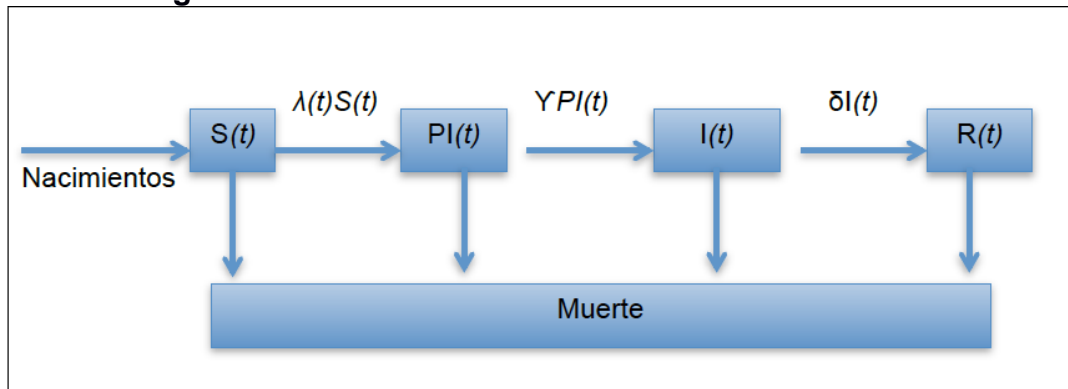 λ(t)S(t)
ϒPI(t)
δI(t)
S(t)
PI(t)
I(t)
R(t)
Nacimientos
Muerte